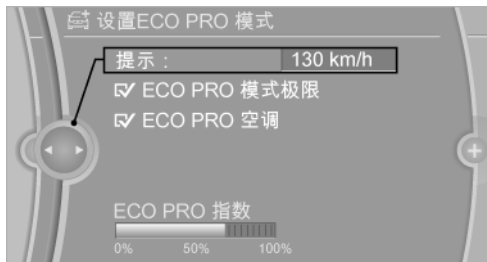 设置ECO PRO 模式
提示： 130 km/h
ECO PRO 模式极限
ECO PRO 空调
ECO PRO 指数
0% 50% 100%